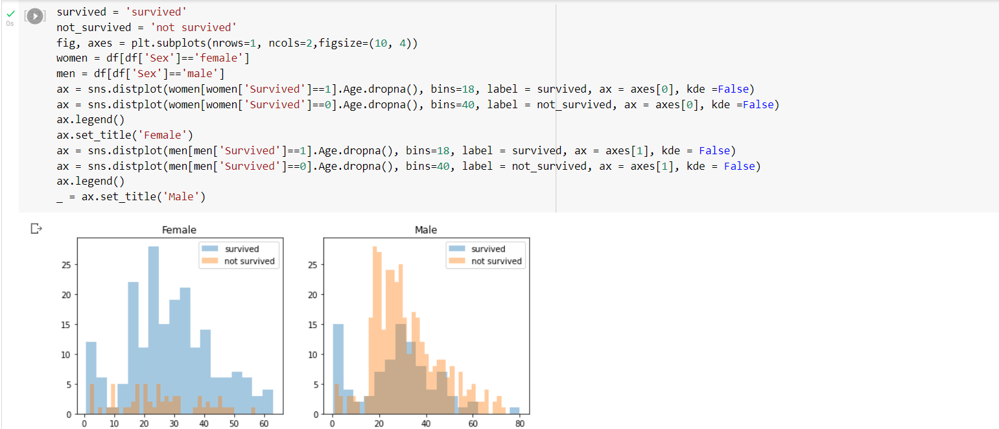 0s
survived = 'survived'
not_survived = 'not survived'
fig, axes = plt.subplots(nrows=1, ncols=2,figsize=(10, 4))
women = df[df['Sex']=='female']
men = df[df['Sex']=='male']
ax = sns.distplot(women[women['Survived']==1].Age.dropna(), bins=18, label = survived, ax = axes[0], kde =False)
ax = sns.distplot(women[women['Survived']==0].Age.dropna(), bins=40, label = not_survived, ax = axes[0], kde =False)
ax.legend()
ax.set_title('Female')
ax = sns.distplot(men[men['Survived']==1].Age.dropna(), bins=18, label = survived, ax = axes[1], kde = False)
ax = sns.distplot(men[men['Survived']==0].Age.dropna(), bins=40, label = not_survived, ax = axes[1], kde = False)
ax.legend()
_ = ax.set_title('Male')
Female
survived
not survived
25
20
15
10
5
0
0 10 20 30 40 50 60
Male
survived
not survived
25
20
15
10
5
0
0 20 40 60 80